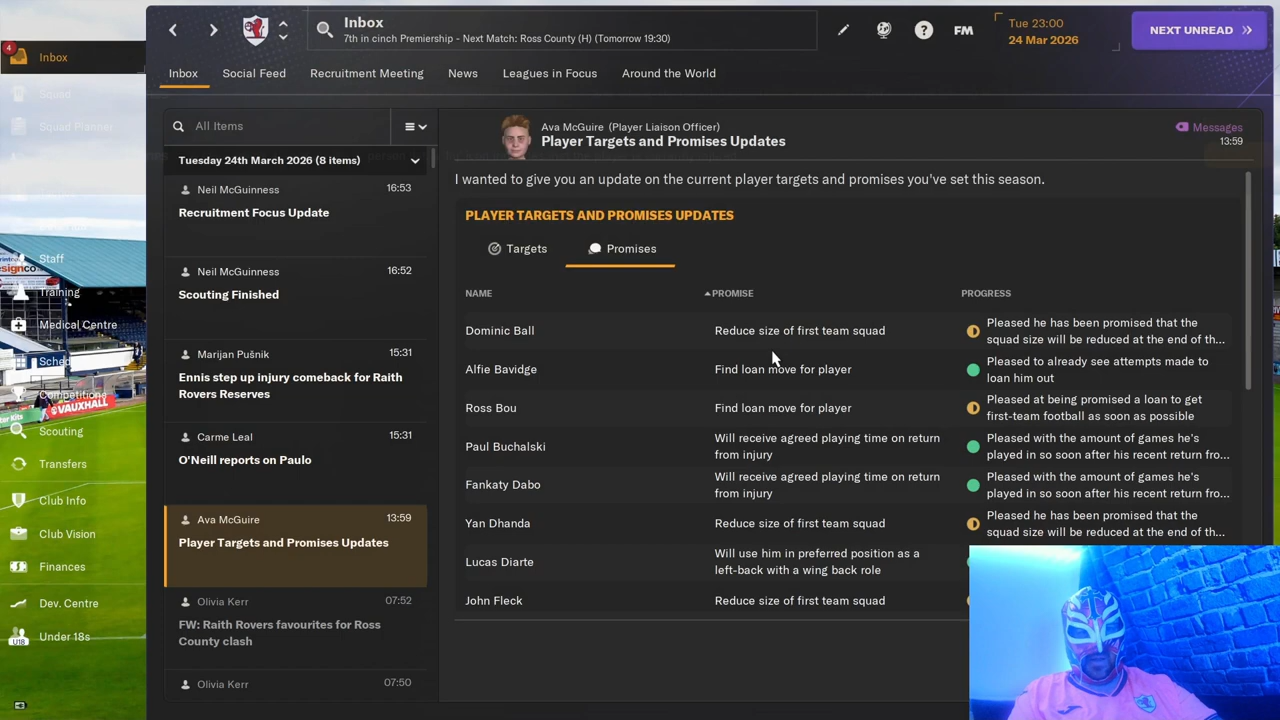 4
Inbox
Inbox
7th in cinch Premiership - Next Match: Ross County (H) (Tomorrow 19:30)
FM
Tue 23:00
24 Mar 2026
NEXT UNREAD
Inbox
Social Feed
Recruitment Meeting
News
Leagues in Focus
Around the World
Squad
Squad Planner
Staff
Training
Medical Centre
Sched
Competitions
Scouting
Transfers
Club Info
Club Vision
Finances
Dev. Centre
U18
Under 18s
VAUXHALL
All Items
Tuesday 24th March 2026 (8 items)
Neil McGuinness
16:53
Recruitment Focus Update
Neil McGuinness
16:52
Scouting Finished
Marijan Pušnik
15:31
Ennis step up injury comeback for Raith
Rovers Reserves
Carme Leal
15:31
O'Neill reports on Paulo
Ava McGuire
13:59
Player Targets and Promises Updates
Olivia Kerr
07:52
FW: Raith Rovers favourites for Ross
County clash
Olivia Kerr
07:50
Ava McGuire (Player Liaison Officer)
Player Targets and Promises Updates
Messages
13:59
I wanted to give you an update on the current player targets and promises you've set this season.
PLAYER TARGETS AND PROMISES UPDATES
Targets
Promises
NAME
PROMISE
PROGRESS
Dominic Ball
Reduce size of first team squad
Pleased he has been promised that the
squad size will be reduced at the end of th...
Alfie Bavidge
Find loan move for player
Pleased to already see attempts made to
loan him out
Ross Bou
Find loan move for player
Pleased at being promised a loan to get
first-team football as soon as possible
Paul Buchalski
Will receive agreed playing time on return
from injury
Pleased with the amount of games he's
played in so soon after his recent return fro...
Fankaty Dabo
Will receive agreed playing time on return
from injury
Pleased with the amount of games he's
played in so soon after his recent return fro...
Yan Dhanda
Reduce size of first team squad
Pleased he has been promised that the
squad size will be reduced at the end of th...
Lucas Diarte
Will use him in preferred position as a
left-back with a wing back role
John Fleck
Reduce size of first team squad